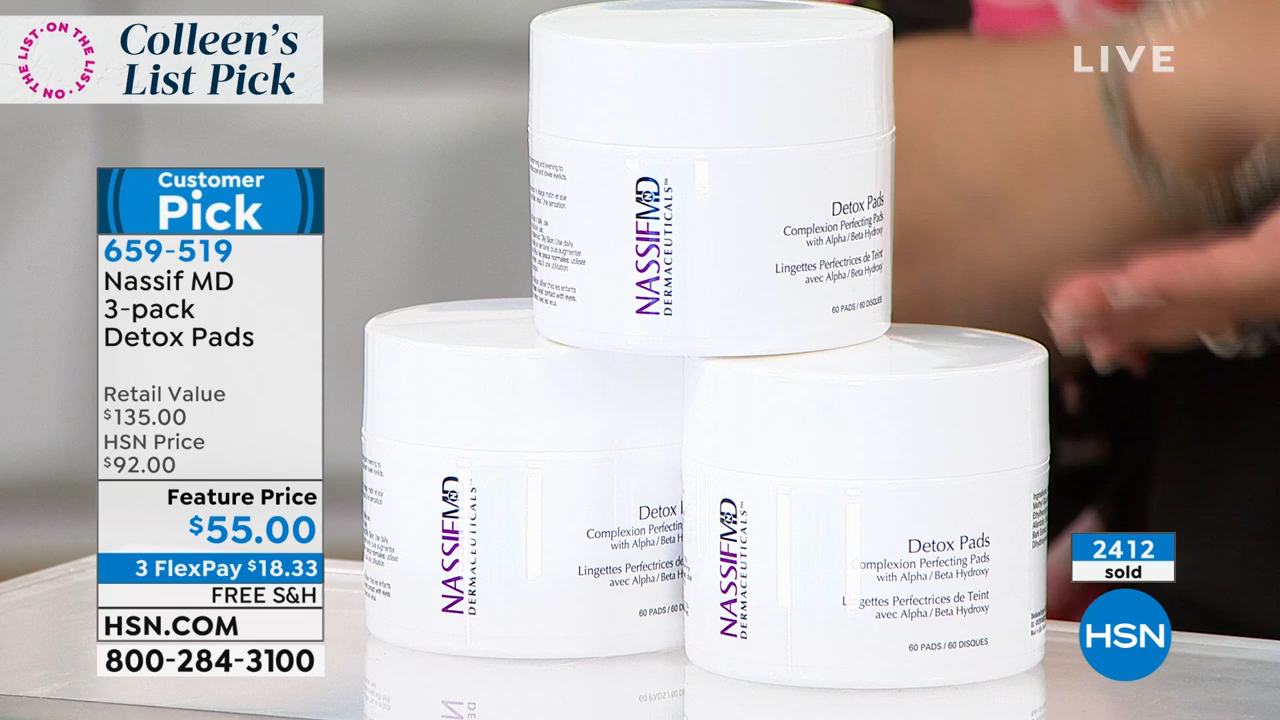 ON THE LIST · ON THE LIST · ON THE LIST ·
Colleen's
List Pick
LIVE
Customer
Pick
659-519
Nassif MD
3-pack
Detox Pads
Retail Value
$135.00
HSN Price
$92.00
Feature Price
$55.00
3 FlexPay $18.33
FREE S&H
HSN.COM
800-284-3100
NASSIFMD
DERMACEUTICALS™
Detox Pads
Complexion Perfecting Pads
with Alpha/Beta Hydroxy
Lingettes Perfectrices de Teint
avec Alpha/Beta Hydroxy
60 PADS/60 DISQUES
NASSIFMD
DERMACEUTICALS™
Detox
Complexion Perfecting
with Alpha/Beta
Lingettes Perfectrices de
avec Alpha/Beta
60 PADS/60
NASSIFMD
DERMACEUTICALS™
Detox Pads
Complexion Perfecting Pads
with Alpha/Beta Hydroxy
Lingettes Perfectrices de Teint
avec Alpha/Beta Hydroxy
60 PADS/60 DISQUES
2412
sold
HSN